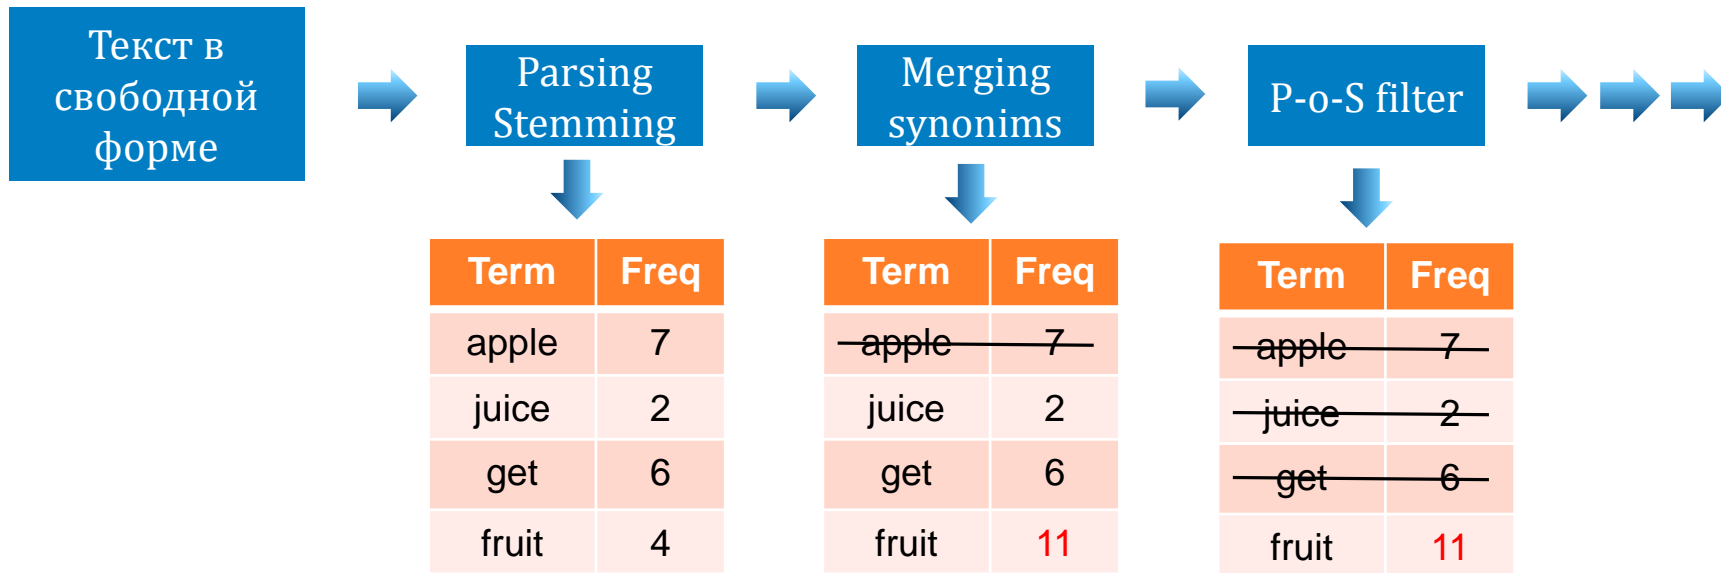 Текст в
свободной
форме
Parsing
Stemming
Merging
synonims
P-o-S filter
Term Freq
apple 7
juice 2
get 6
fruit 4
Term Freq
apple 7
juice 2
get 6
fruit 11
Term Freq
apple 7
juice 2
get 6
fruit 11